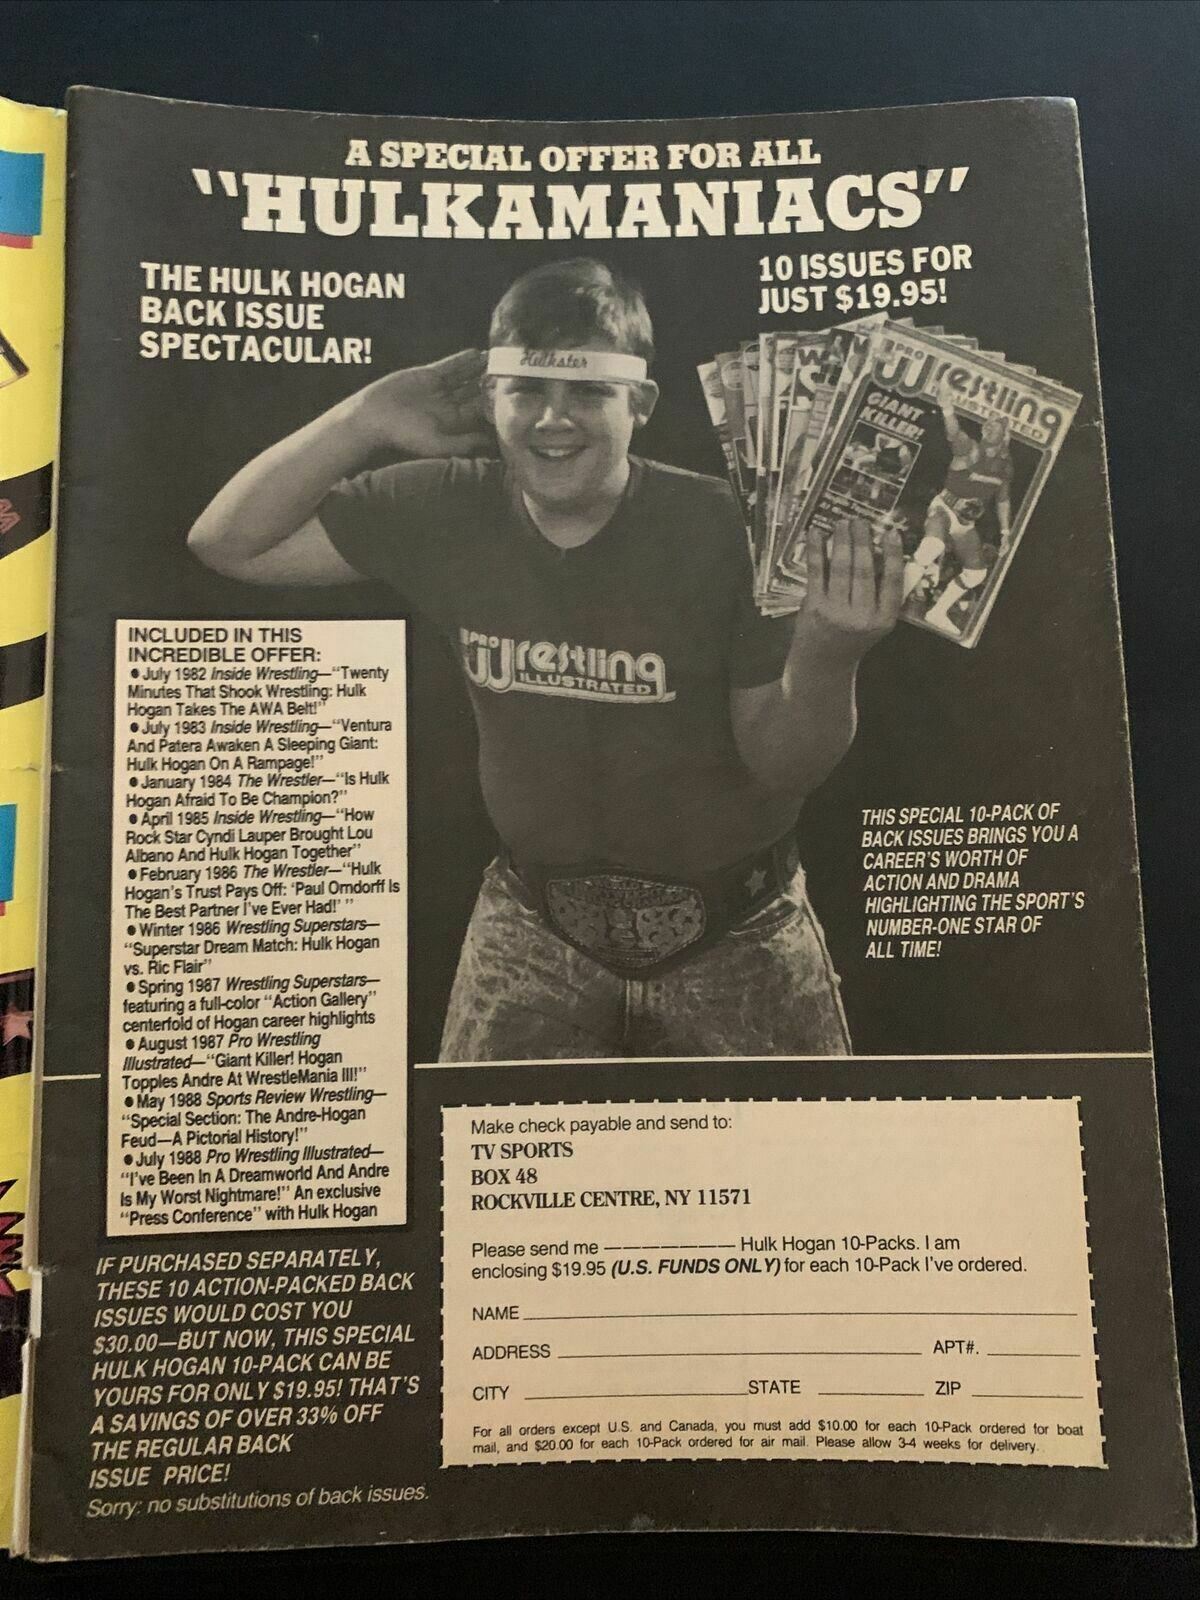 A SPECIAL OFFER FOR ALL
"HULKAMANIACS"
THE HULK HOGAN
BACK ISSUE
SPECTACULAR!
10 ISSUES FOR
JUST $19.95!
Hulkster
PRO
Wrestling
ILLUSTRATED
GIANT
KILLER!
PRO
Wrestling
ILLUSTRATED
INCLUDED IN THIS
INCREDIBLE OFFER:
● July 1982 Inside Wrestling—"Twenty
Minutes That Shook Wrestling: Hulk
Hogan Takes The AWA Belt!"
● July 1983 Inside Wrestling—"Ventura
And Patera Awaken A Sleeping Giant:
Hulk Hogan On A Rampage!"
● January 1984 The Wrestler—"Is Hulk
Hogan Afraid To Be Champion?"
● April 1985 Inside Wrestling—"How
Rock Star Cyndi Lauper Brought Lou
Albano And Hulk Hogan Together"
● February 1986 The Wrestler—"Hulk
Hogan's Trust Pays Off: 'Paul Orndorff Is
The Best Partner I've Ever Had!' "
● Winter 1986 Wrestling Superstars—
"Superstar Dream Match: Hulk Hogan
vs. Ric Flair"
● Spring 1987 Wrestling Superstars—
featuring a full-color "Action Gallery"
centerfold of Hogan career highlights
● August 1987 Pro Wrestling
Illustrated—"Giant Killer! Hogan
Topples Andre At WrestleMania III!"
● May 1988 Sports Review Wrestling—
"Special Section: The Andre-Hogan
Feud—A Pictorial History!"
● July 1988 Pro Wrestling Illustrated—
"I've Been In A Dreamworld And Andre
Is My Worst Nightmare!" An exclusive
"Press Conference" with Hulk Hogan
THIS SPECIAL 10-PACK OF
BACK ISSUES BRINGS YOU A
CAREER'S WORTH OF
ACTION AND DRAMA
HIGHLIGHTING THE SPORT'S
NUMBER-ONE STAR OF
ALL TIME!
IF PURCHASED SEPARATELY,
THESE 10 ACTION-PACKED BACK
ISSUES WOULD COST YOU
$30.00—BUT NOW, THIS SPECIAL
HULK HOGAN 10-PACK CAN BE
YOURS FOR ONLY $19.95! THAT'S
A SAVINGS OF OVER 33% OFF
THE REGULAR BACK
ISSUE PRICE!
Sorry: no substitutions of back issues.
Make check payable and send to:
TV SPORTS
BOX 48
ROCKVILLE CENTRE, NY 11571
Please send me ——————— Hulk Hogan 10-Packs. I am
enclosing $19.95 (U.S. FUNDS ONLY) for each 10-Pack I've ordered.
NAME
ADDRESS APT#.
CITY STATE ZIP
For all orders except U.S. and Canada, you must add $10.00 for each 10-Pack ordered for boat
mail, and $20.00 for each 10-Pack ordered for air mail. Please allow 3-4 weeks for delivery.